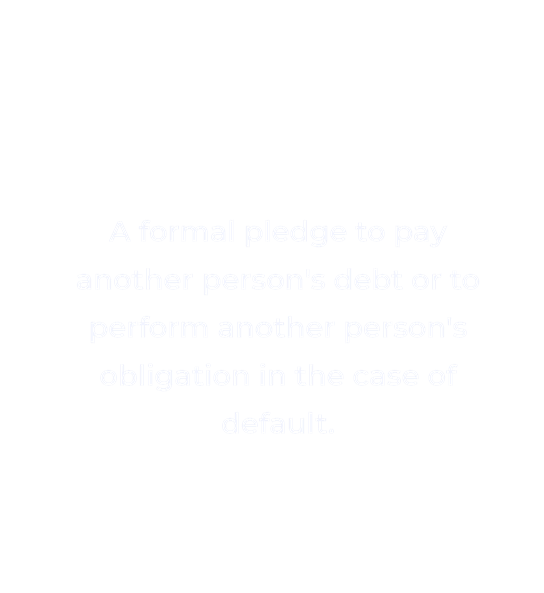 A formal pledge to pay
another person's debt or to
perform another person's
obligation in the case of
default.